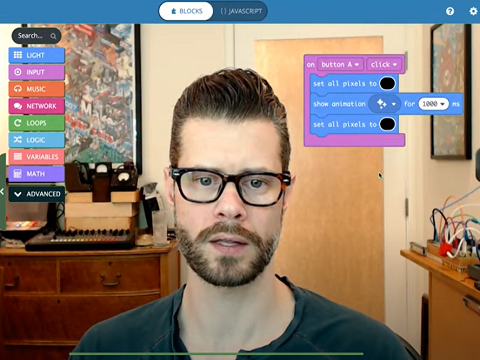 BLOCKS
{ } JAVASCRIPT
Search...
LIGHT
INPUT
MUSIC
NETWORK
LOOPS
LOGIC
VARIABLES
MATH
ADVANCED
on button A click
set all pixels to
show animation for 1000 ms
set all pixels to